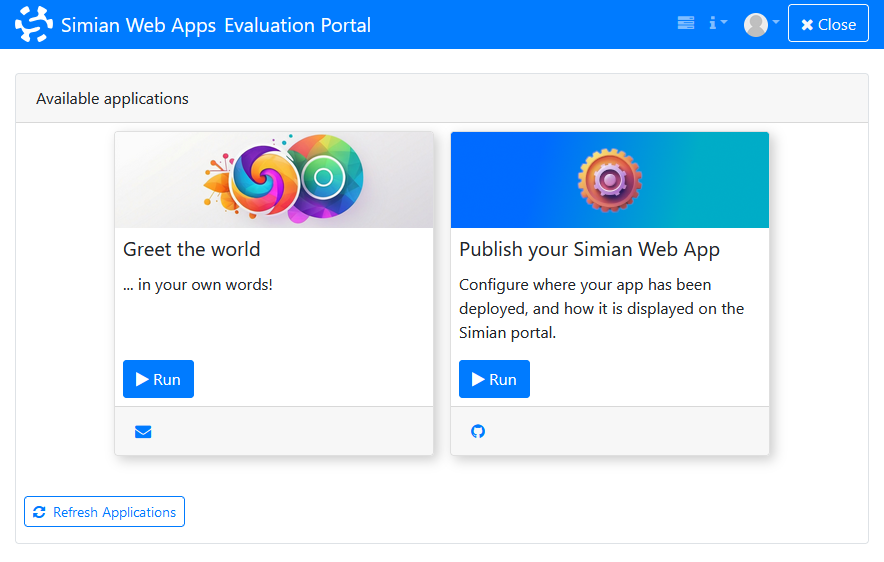 Simian Web Apps Evaluation Portal
Close
Available applications
Greet the world
... in your own words!
Run
Publish your Simian Web App
Configure where your app has been
deployed, and how it is displayed on the
Simian portal.
Run
Refresh Applications